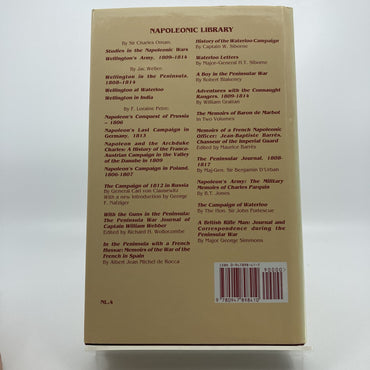 NAPOLEONIC LIBRARY
By Sir Charles Oman:
Studies in the Napoleonic Wars
Wellington's Army, 1809-1814
By Jac Weller:
Wellington in the Peninsula,
1808-1814
Wellington at Waterloo
Wellington in India
By F. Loraine Petre:
Napoleon's Conquest of Prussia
- 1806
Napoleon's Last Campaign in
Germany, 1813
Napoleon and the Archduke
Charles: A History of the Franco-
Austrian Campaign in the Valley
of the Danube in 1809
Napoleon's Campaign in Poland,
1806-1807
The Campaign of 1812 in Russia
By General Carl von Clausewitz
With a new introduction by George
F. Nafziger
With the Guns in the Peninsula:
The Peninsula War Journal of
Captain William Webber
Edited by Richard H. Wollocombe
In the Peninsula with a French
Hussar: Memoirs of the War of
the French in Spain
By Albert Jean Michel de Rocca
NL.4
History of the Waterloo Campaign
By Captain W. Siborne
Waterloo Letters
By Major-General H.T. Siborne
A Boy in the Peninsular War
By Robert Blakeney
Adventures with the Connaught
Rangers, 1809-1814
By William Grattan
The Memoirs of Baron de Marbot
in Two Volumes
Memoirs of a French Napoleonic
Officer: Jean-Baptiste Barrès,
Chasseur of the Imperial Guard
Edited by Maurice Barrès
The Peninsular Journal, 1808-
1817
By Maj-Gen. Sir Benjamin D'Urban
Napoleon's Army: The Military
Memoirs of Charles Parquin
By B.T. Jones
The Campaign of Waterloo
By The Hon. Sir John Fortescue
A British Rifle Man: Journal and
Correspondence during the
Peninsular War
By Major George Simmons
90000